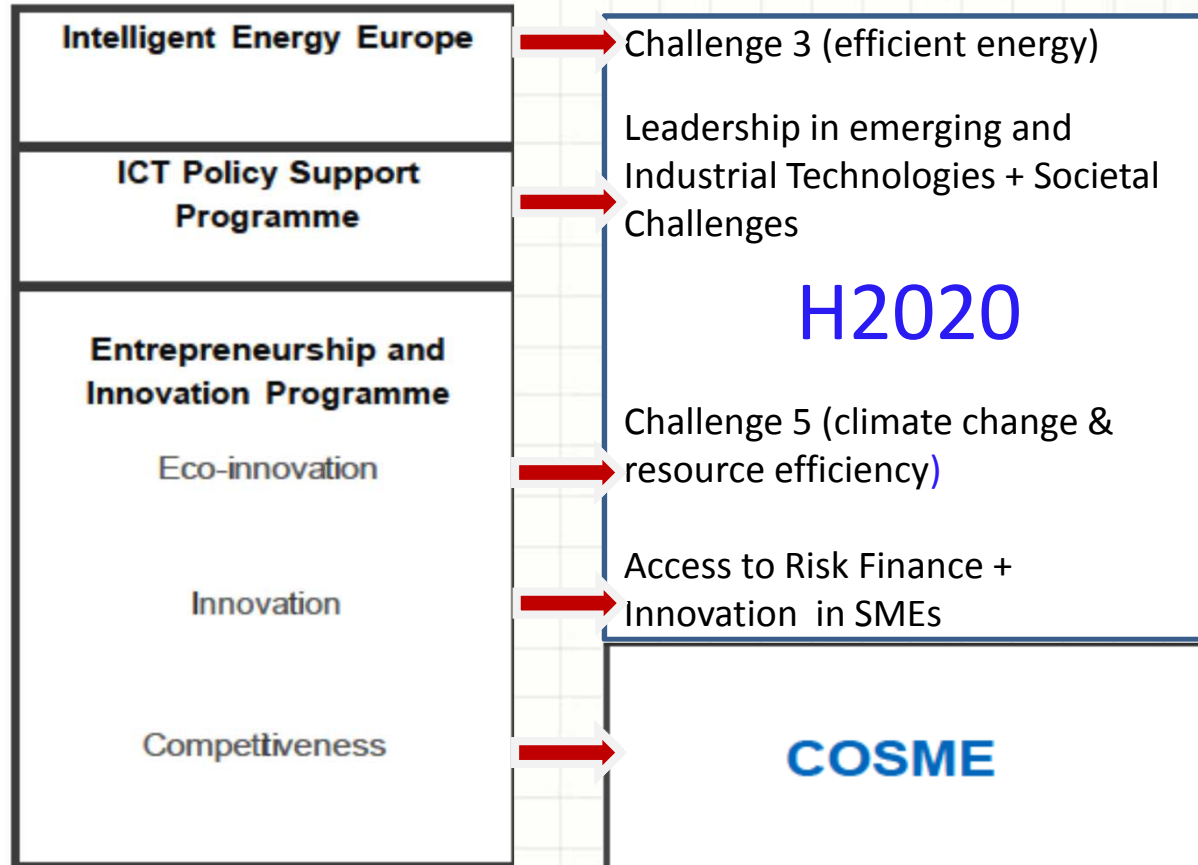 Intelligent Energy Europe
ICT Policy Support
Programme
Entrepreneurship and
Innovation Programme
Eco-innovation
Innovation
Compettiveness
Challenge 3 (efficient energy)
Leadership in emerging and
Industrial Technologies + Societal
Challenges
H2020
Challenge 5 (climate change &
resource efficiency)
Access to Risk Finance +
Innovation in SMEs
COSME